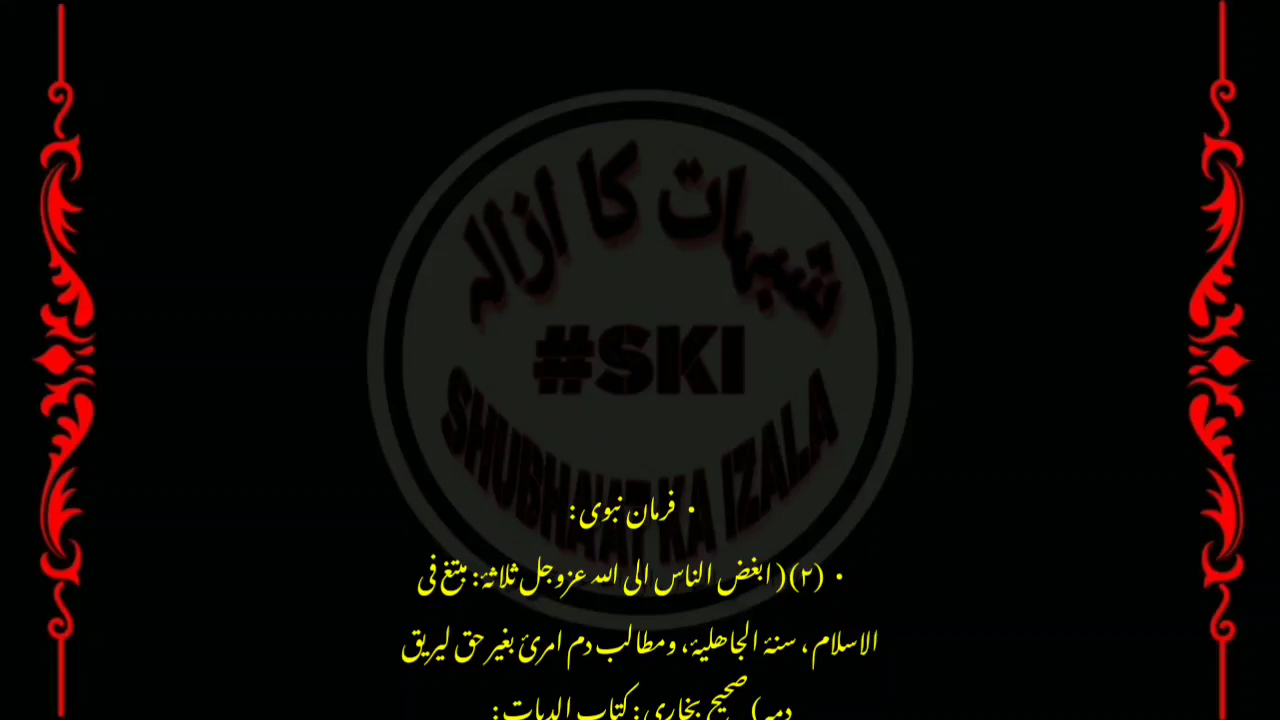 شبہات کا ازالہ
#SKI
SHUBHAAT KA IZALA
• فرمان نبوی:
• (۲)( ابغض الناس الی اللہ عزوجل ثلاثۃ: مبتغ فی
الاسلام، سنۃ الجاھلیۃ، ومطالب دم امرئ بغیر حق لیریق
دمہ) صحیح بخاری: کتاب الدیات: